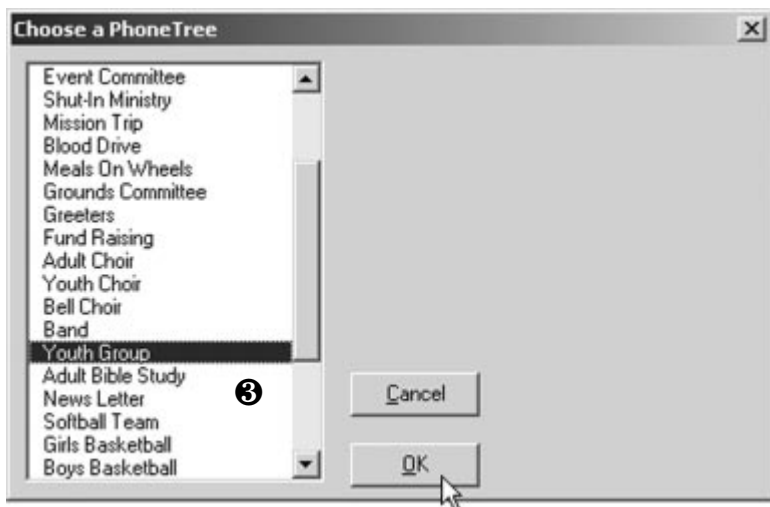 Choose a PhoneTree
Event Committee
Shut-In Ministry
Mission Trip
Blood Drive
Meals On Wheels
Grounds Committee
Greeters
Fund Raising
Adult Choir
Youth Choir
Bell Choir
Band
Youth Group
Adult Bible Study
News Letter
Softball Team
Girls Basketball
Boys Basketball
❸
Cancel
OK